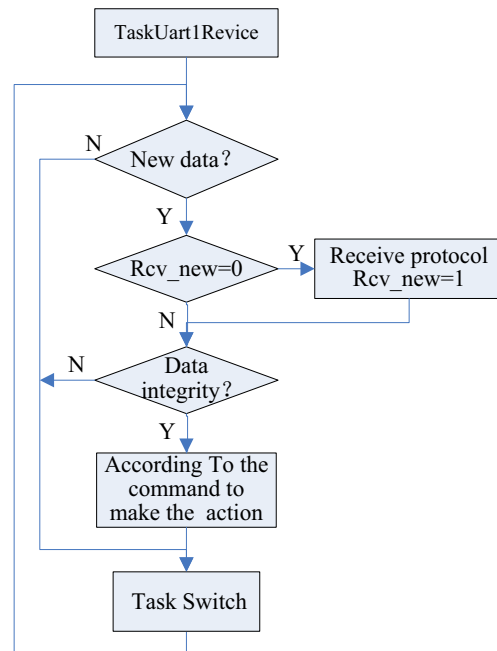 TaskUart1Revice
N
New data？
Y
Rcv_new=0
Y
Receive protocol
Rcv_new=1
N
Data
integrity？
N
Y
According To the
command to
make the action
Task Switch